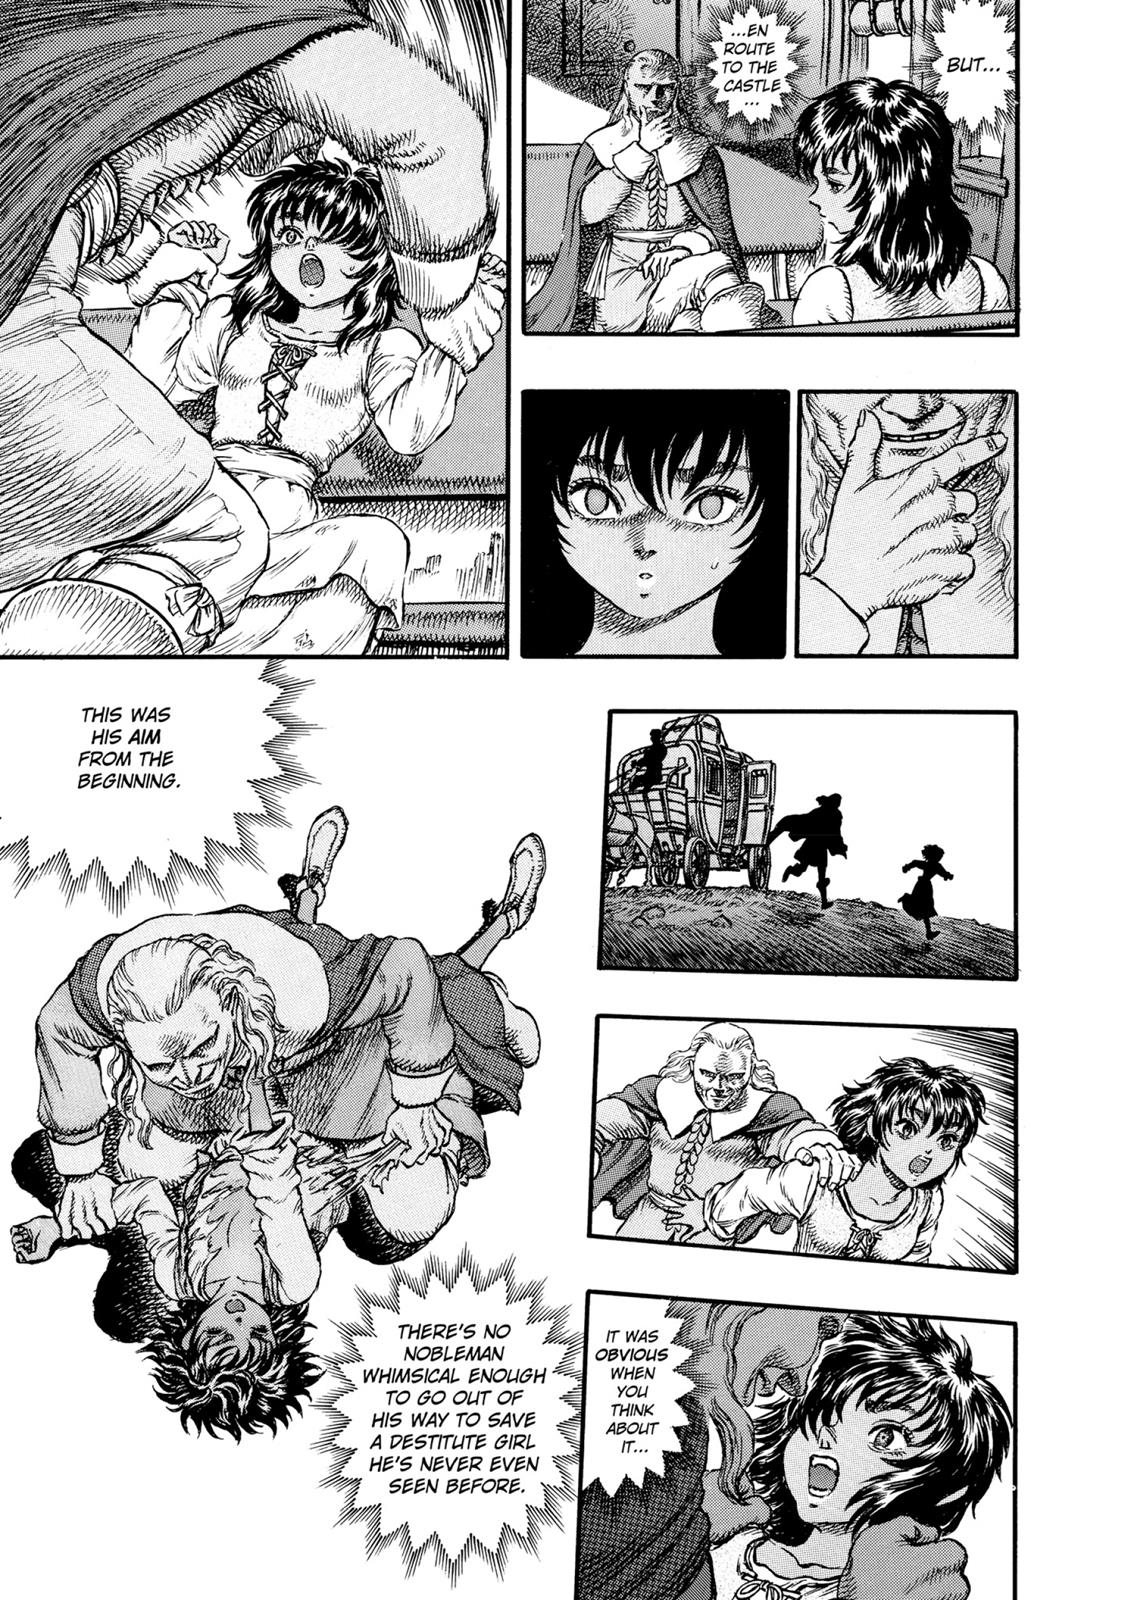 BUT...
...EN
ROUTE
TO THE
CASTLE
...
IT WAS
OBVIOUS
WHEN
YOU
THINK
ABOUT
IT...
THIS WAS
HIS AIM
FROM THE
BEGINNING.
THERE'S NO
NOBLEMAN
WHIMSICAL ENOUGH
TO GO OUT OF
HIS WAY TO SAVE
A DESTITUTE GIRL
HE'S NEVER EVEN
SEEN BEFORE.